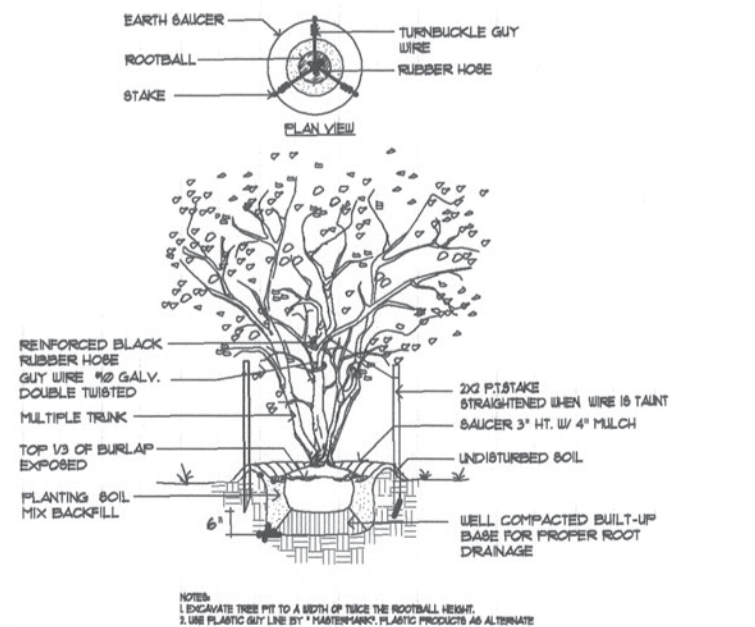 EARTH SAUCER
ROOTBALL
STAKE
TURNBUCKLE GUY
WIRE
RUBBER HOSE
PLAN VIEW
REINFORCED BLACK
RUBBER HOSE
GUY WIRE #10 GALV.
DOUBLE TWISTED
MULTIPLE TRUNK
TOP 1/3 OF BURLAP
EXPOSED
PLANTING SOIL
MIX BACKFILL
6"
2X2 P.T.STAKE
STRAIGHTENED WHEN WIRE IS TAUNT
SAUCER 3" HT. W/ 4" MULCH
UNDISTURBED SOIL
WELL COMPACTED BUILT-UP
BASE FOR PROPER ROOT
DRAINAGE
NOTES:
1. EXCAVATE TREE PIT TO A WIDTH OF TWICE THE ROOTBALL HEIGHT.
2. USE PLASTIC GUY LINE BY " MASTERMARK". PLASTIC PRODUCTS AS ALTERNATE